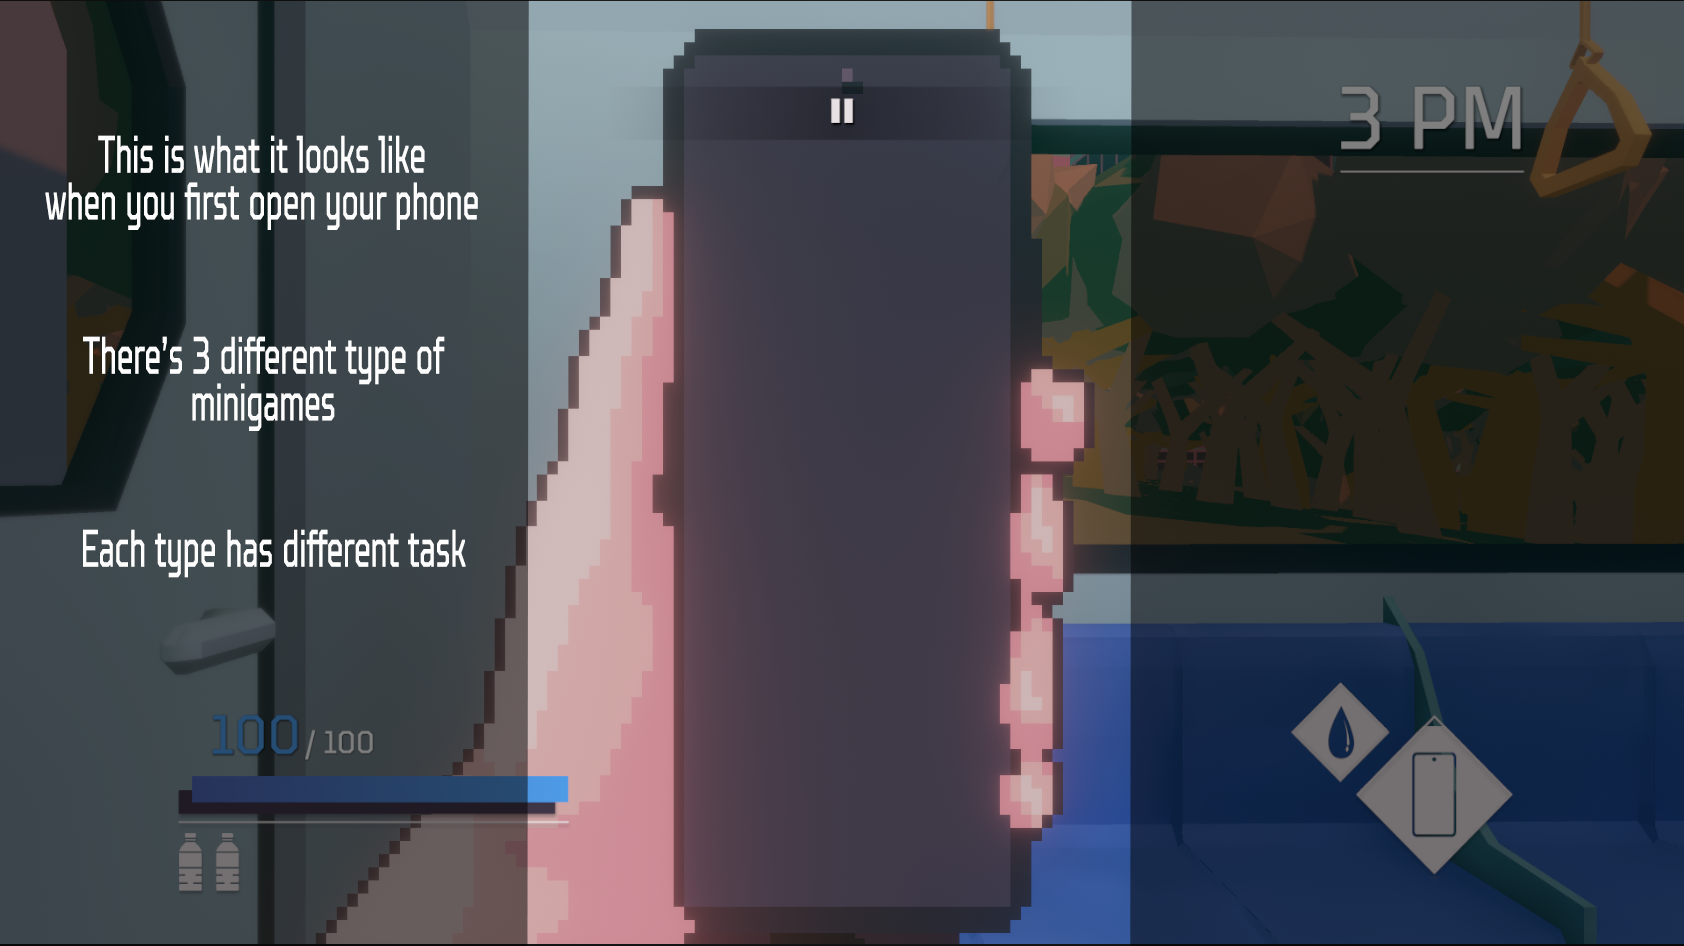 This is what it looks like
when you first open your phone
3 PM
There's 3 different type of
minigames
Each type has different task
100 / 100